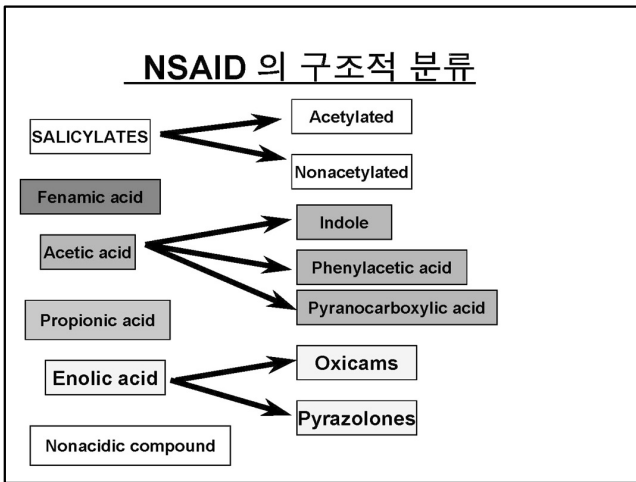 NSAID 의 구조적 분류
SALICYLATES
Acetylated
Nonacetylated
Fenamic acid
Acetic acid
Indole
Phenylacetic acid
Pyranocarboxylic acid
Propionic acid
Enolic acid
Oxicams
Pyrazolones
Nonacidic compound